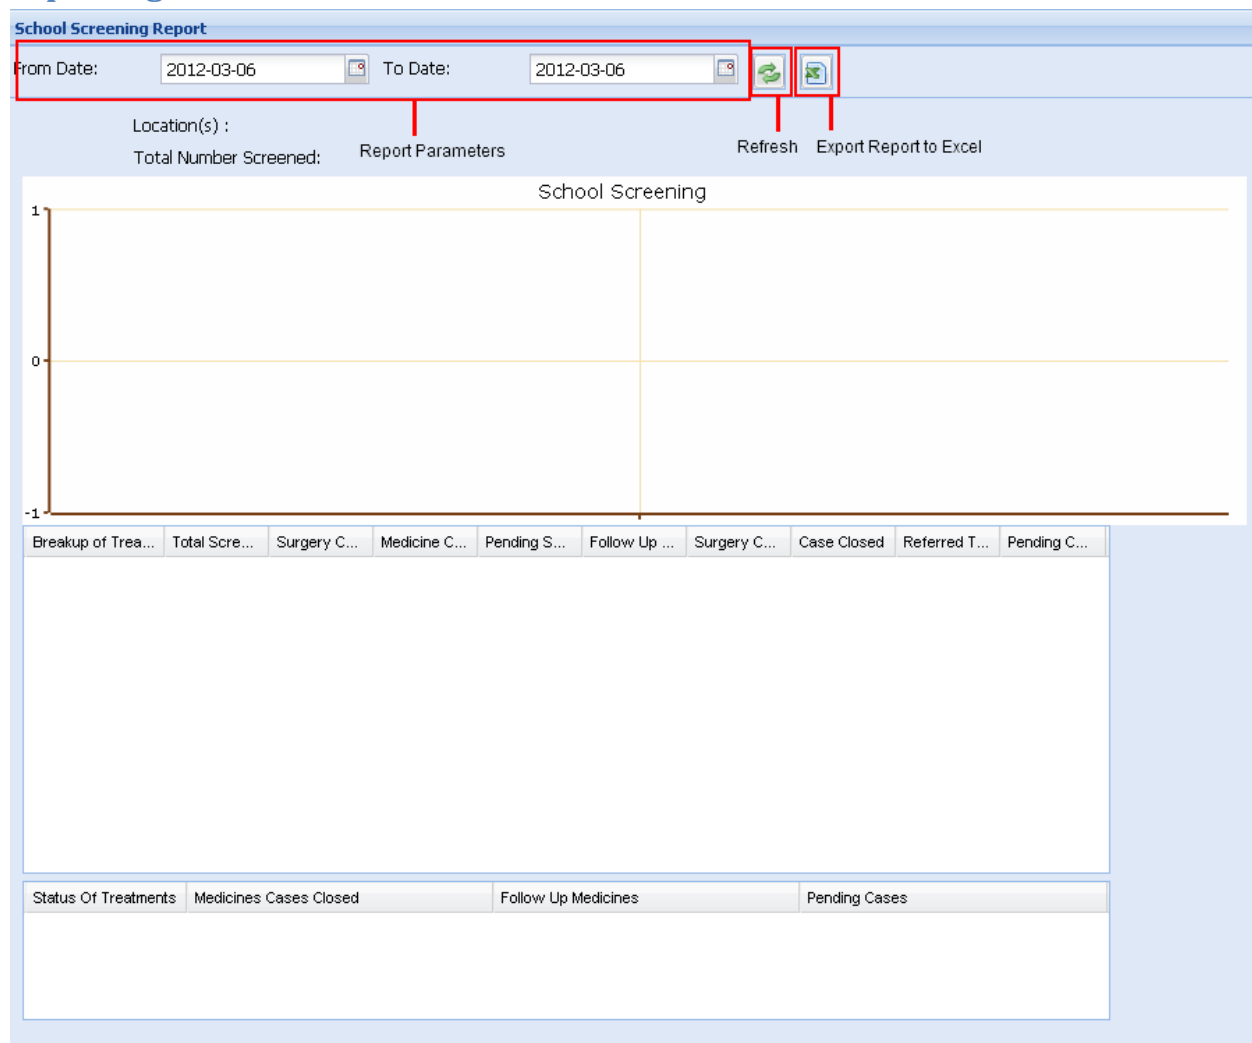 School Screening Report
From Date: 2012-03-06 To Date: 2012-03-06
Location(s) :
Total Number Screened:
Report Parameters
Refresh
Export Report to Excel
School Screening
1
0
-1
Breakup of Trea... Total Scre... Surgery C... Medicine C... Pending S... Follow Up ... Surgery C... Case Closed Referred T... Pending C...
Status Of Treatments Medicines Cases Closed Follow Up Medicines Pending Cases